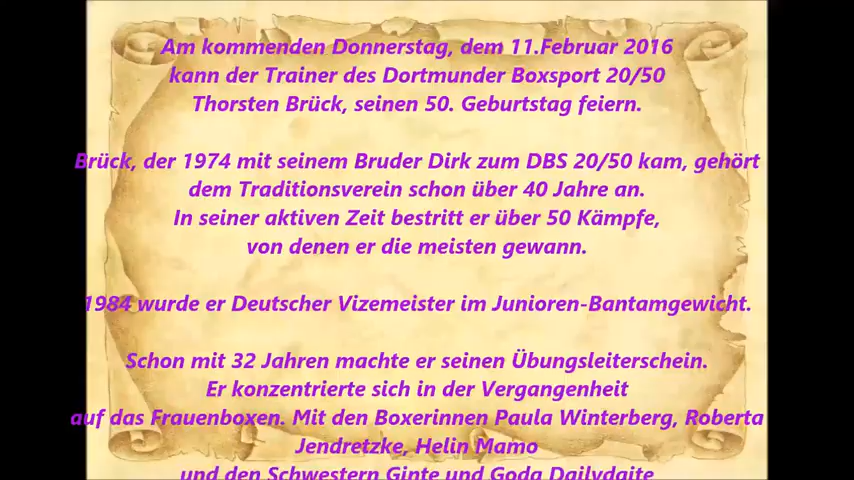 Am kommenden Donnerstag, dem 11.Februar 2016
kann der Trainer des Dortmunder Boxsport 20/50
Thorsten Brück, seinen 50. Geburtstag feiern.
Brück, der 1974 mit seinem Bruder Dirk zum DBS 20/50 kam, gehört
dem Traditionsverein schon über 40 Jahre an.
In seiner aktiven Zeit bestritt er über 50 Kämpfe,
von denen er die meisten gewann.
1984 wurde er Deutscher Vizemeister im Junioren-Bantamgewicht.
Schon mit 32 Jahren machte er seinen Übungsleiterschein.
Er konzentrierte sich in der Vergangenheit
auf das Frauenboxen. Mit den Boxerinnen Paula Winterberg, Roberta
Jendretzke, Helin Mamo
und den Schwestern Ginte und Goda Dailydaite